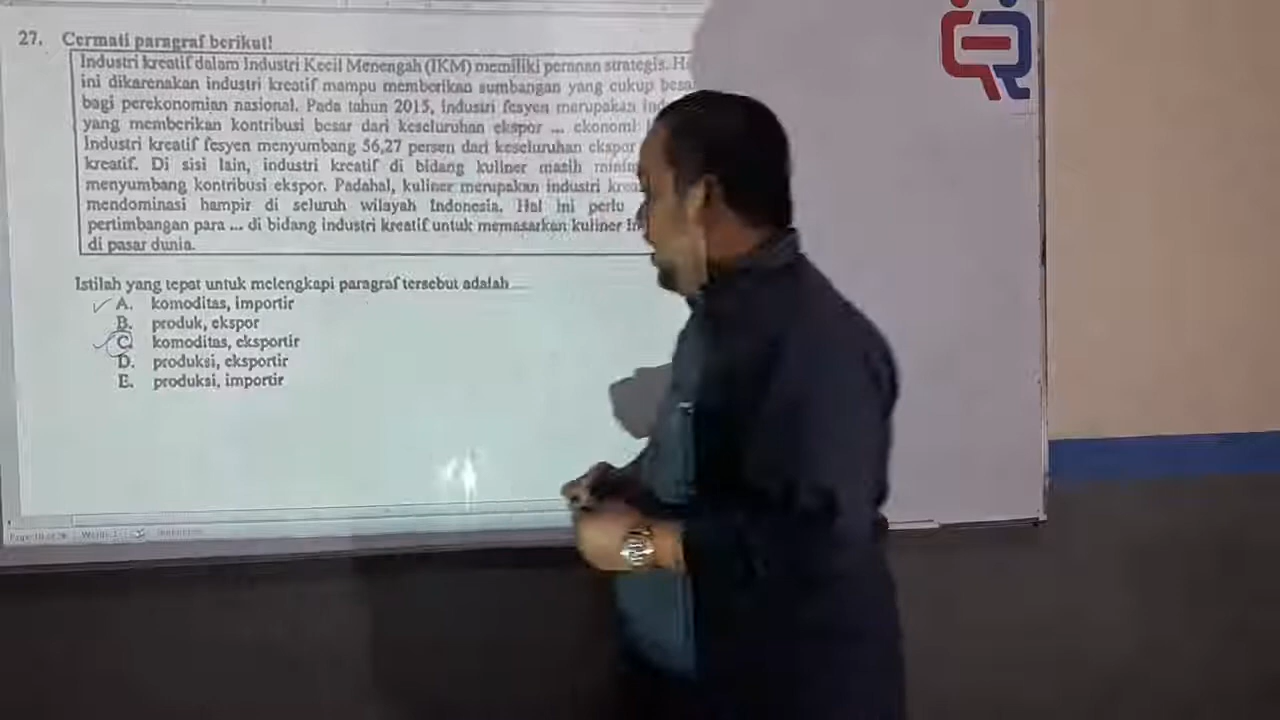 27. Cermati paragraf berikut!
Industri kreatif dalam Industri Kecil Menengah (IKM) memiliki peranan strategis. H
ini dikarenakan industri kreatif mampu memberikan sumbangan yang cukup besa
bagi perekonomian nasional. Pada tahun 2015, industri fesyen merupakan ind
yang memberikan kontribusi besar dari keseluruhan ekspor ... ekonomi
Industri kreatif fesyen menyumbang 56,27 persen dari keseluruhan ekspor
kreatif. Di sisi lain, industri kreatif di bidang kuliner masih
menyumbang kontribusi ekspor. Padahal, kuliner merupakan industri krea
mendominasi hampir di seluruh wilayah Indonesia. Hal ini perlu
pertimbangan para ... di bidang industri kreatif untuk memasarkan kuliner In
di pasar dunia.
Istilah yang tepat untuk melengkapi paragraf tersebut adalah
A. komoditas, importir
B. produk, ekspor
C. komoditas, eksportir
D. produksi, eksportir
E. produksi, importir